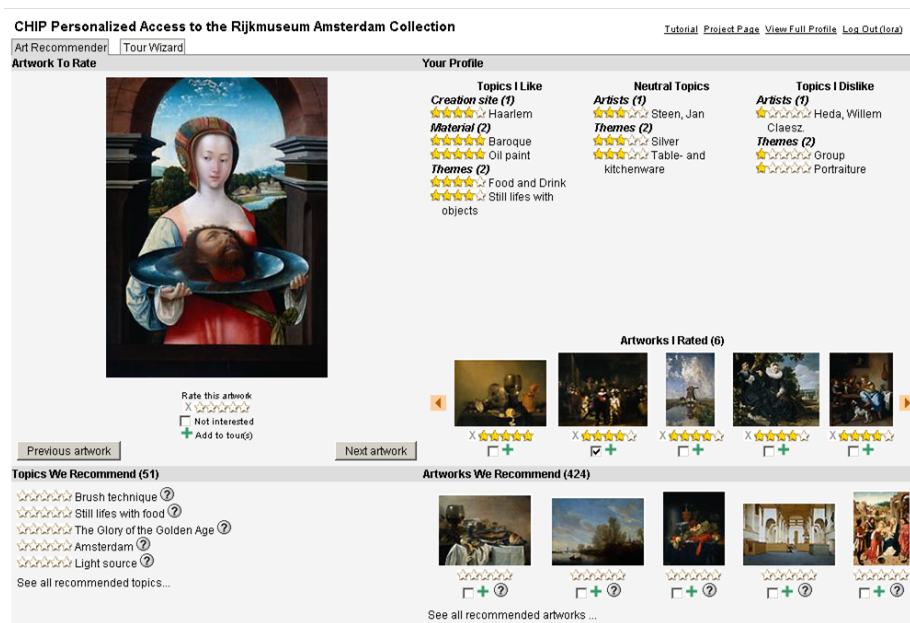 CHIP Personalized Access to the Rijkmuseum Amsterdam Collection
Tutorial Project Page View Full Profile Log Out (lora)
Art Recommender Tour Wizard
Artwork To Rate
Rate this artwork
X
Not interested
Add to tour(s)
Previous artwork Next artwork
Your Profile
Topics I Like
Creation site (1)
Haarlem
Material (2)
Baroque
Oil paint
Themes (2)
Food and Drink
Still lifes with
objects
Neutral Topics
Artists (1)
Steen, Jan
Themes (2)
Silver
Table- and
kitchenware
Topics I Dislike
Artists (1)
Heda, Willem
Claesz.
Themes (2)
Group
Portraiture
Artworks I Rated (6)
X X X X X
Topics We Recommend (51)
Brush technique ?
Still lifes with food ?
The Glory of the Golden Age ?
Amsterdam ?
Light source ?
See all recommended topics...
Artworks We Recommend (424)
? ? ? ? ?
See all recommended artworks ...